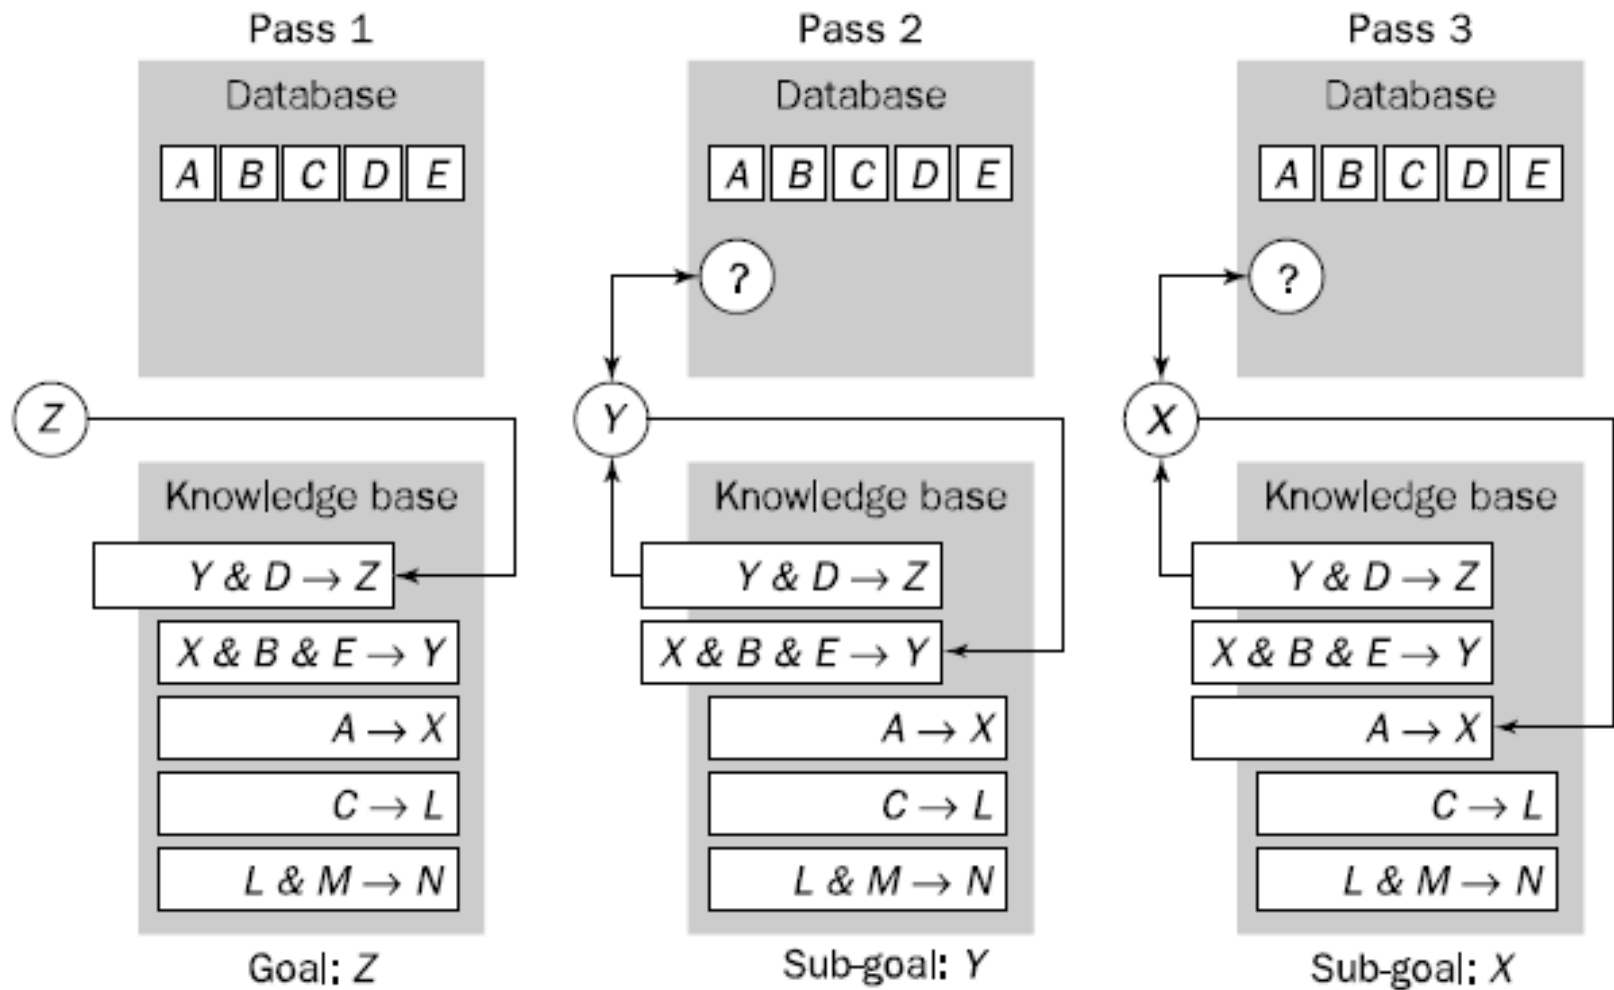 Pass 1
Database
A B C D E
Z
Knowledge base
Y & D → Z
X & B & E → Y
A → X
C → L
L & M → N
Goal: Z
Pass 2
Database
A B C D E
?
Y
Knowledge base
Y & D → Z
X & B & E → Y
A → X
C → L
L & M → N
Sub-goal: Y
Pass 3
Database
A B C D E
?
X
Knowledge base
Y & D → Z
X & B & E → Y
A → X
C → L
L & M → N
Sub-goal: X